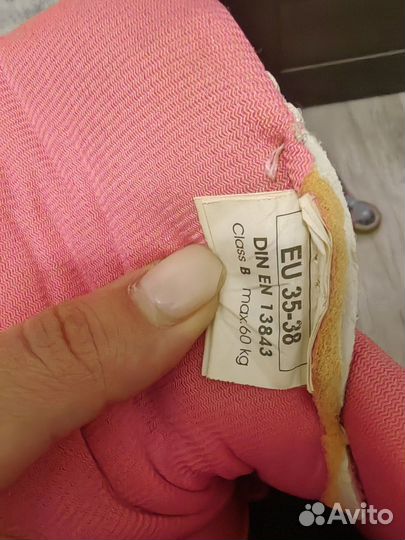 EU 35-38
DIN EN 13843
Class B max.60 kg
Avito